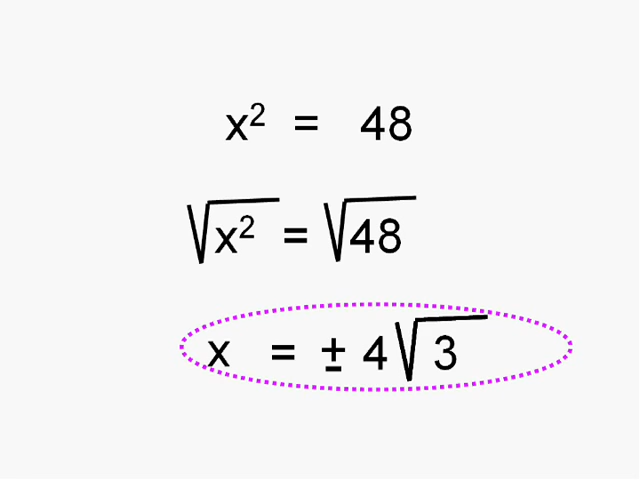 x² = 48
√x² = √48
x = ± 4√3